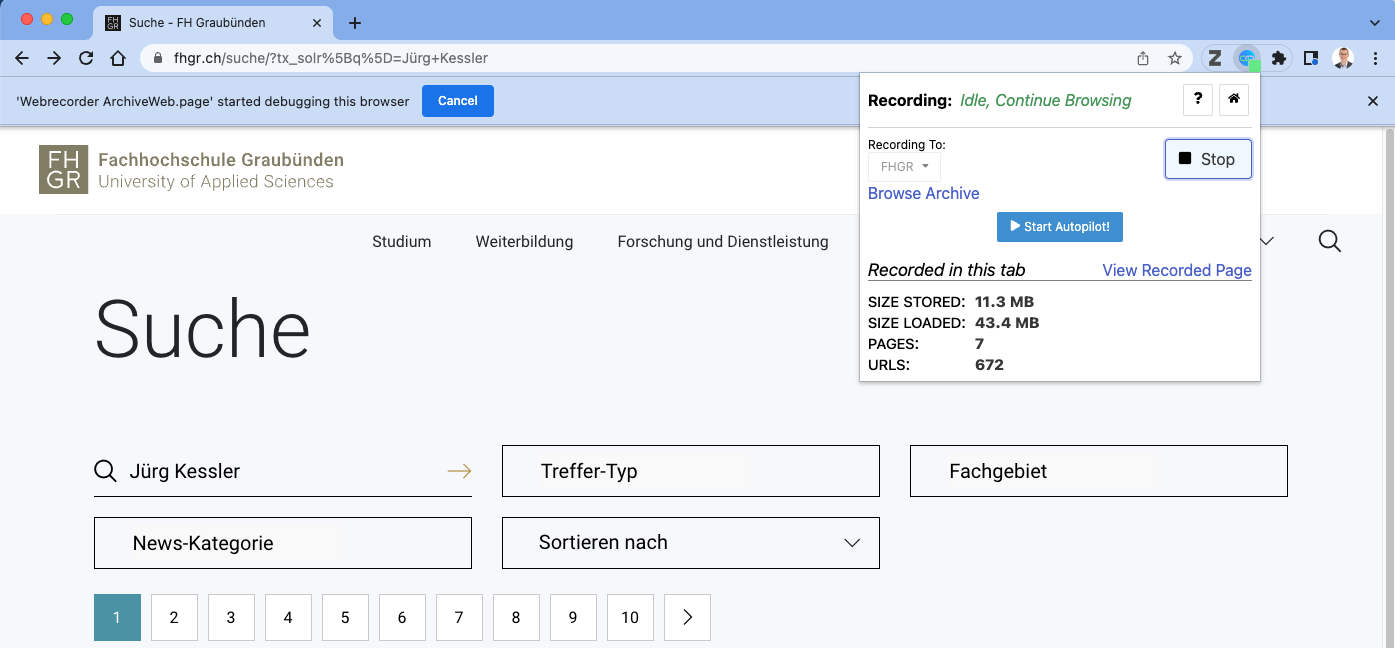 Suche - FH Graubünden
fhgr.ch/suche/?tx_solr%5Bq%5D=Jürg+Kessler
'Webrecorder ArchiveWeb.page' started debugging this browser
Cancel
Recording: Idle, Continue Browsing
?
Recording To:
FHGR
Stop
Browse Archive
Start Autopilot!
Recorded in this tab
View Recorded Page
SIZE STORED: 11.3 MB
SIZE LOADED: 43.4 MB
PAGES: 7
URLS: 672
FH
GR
Fachhochschule Graubünden
University of Applied Sciences
Studium
Weiterbildung
Forschung und Dienstleistung
Suche
Jürg Kessler
Treffer-Typ
Fachgebiet
News-Kategorie
Sortieren nach
1 2 3 4 5 6 7 8 9 10